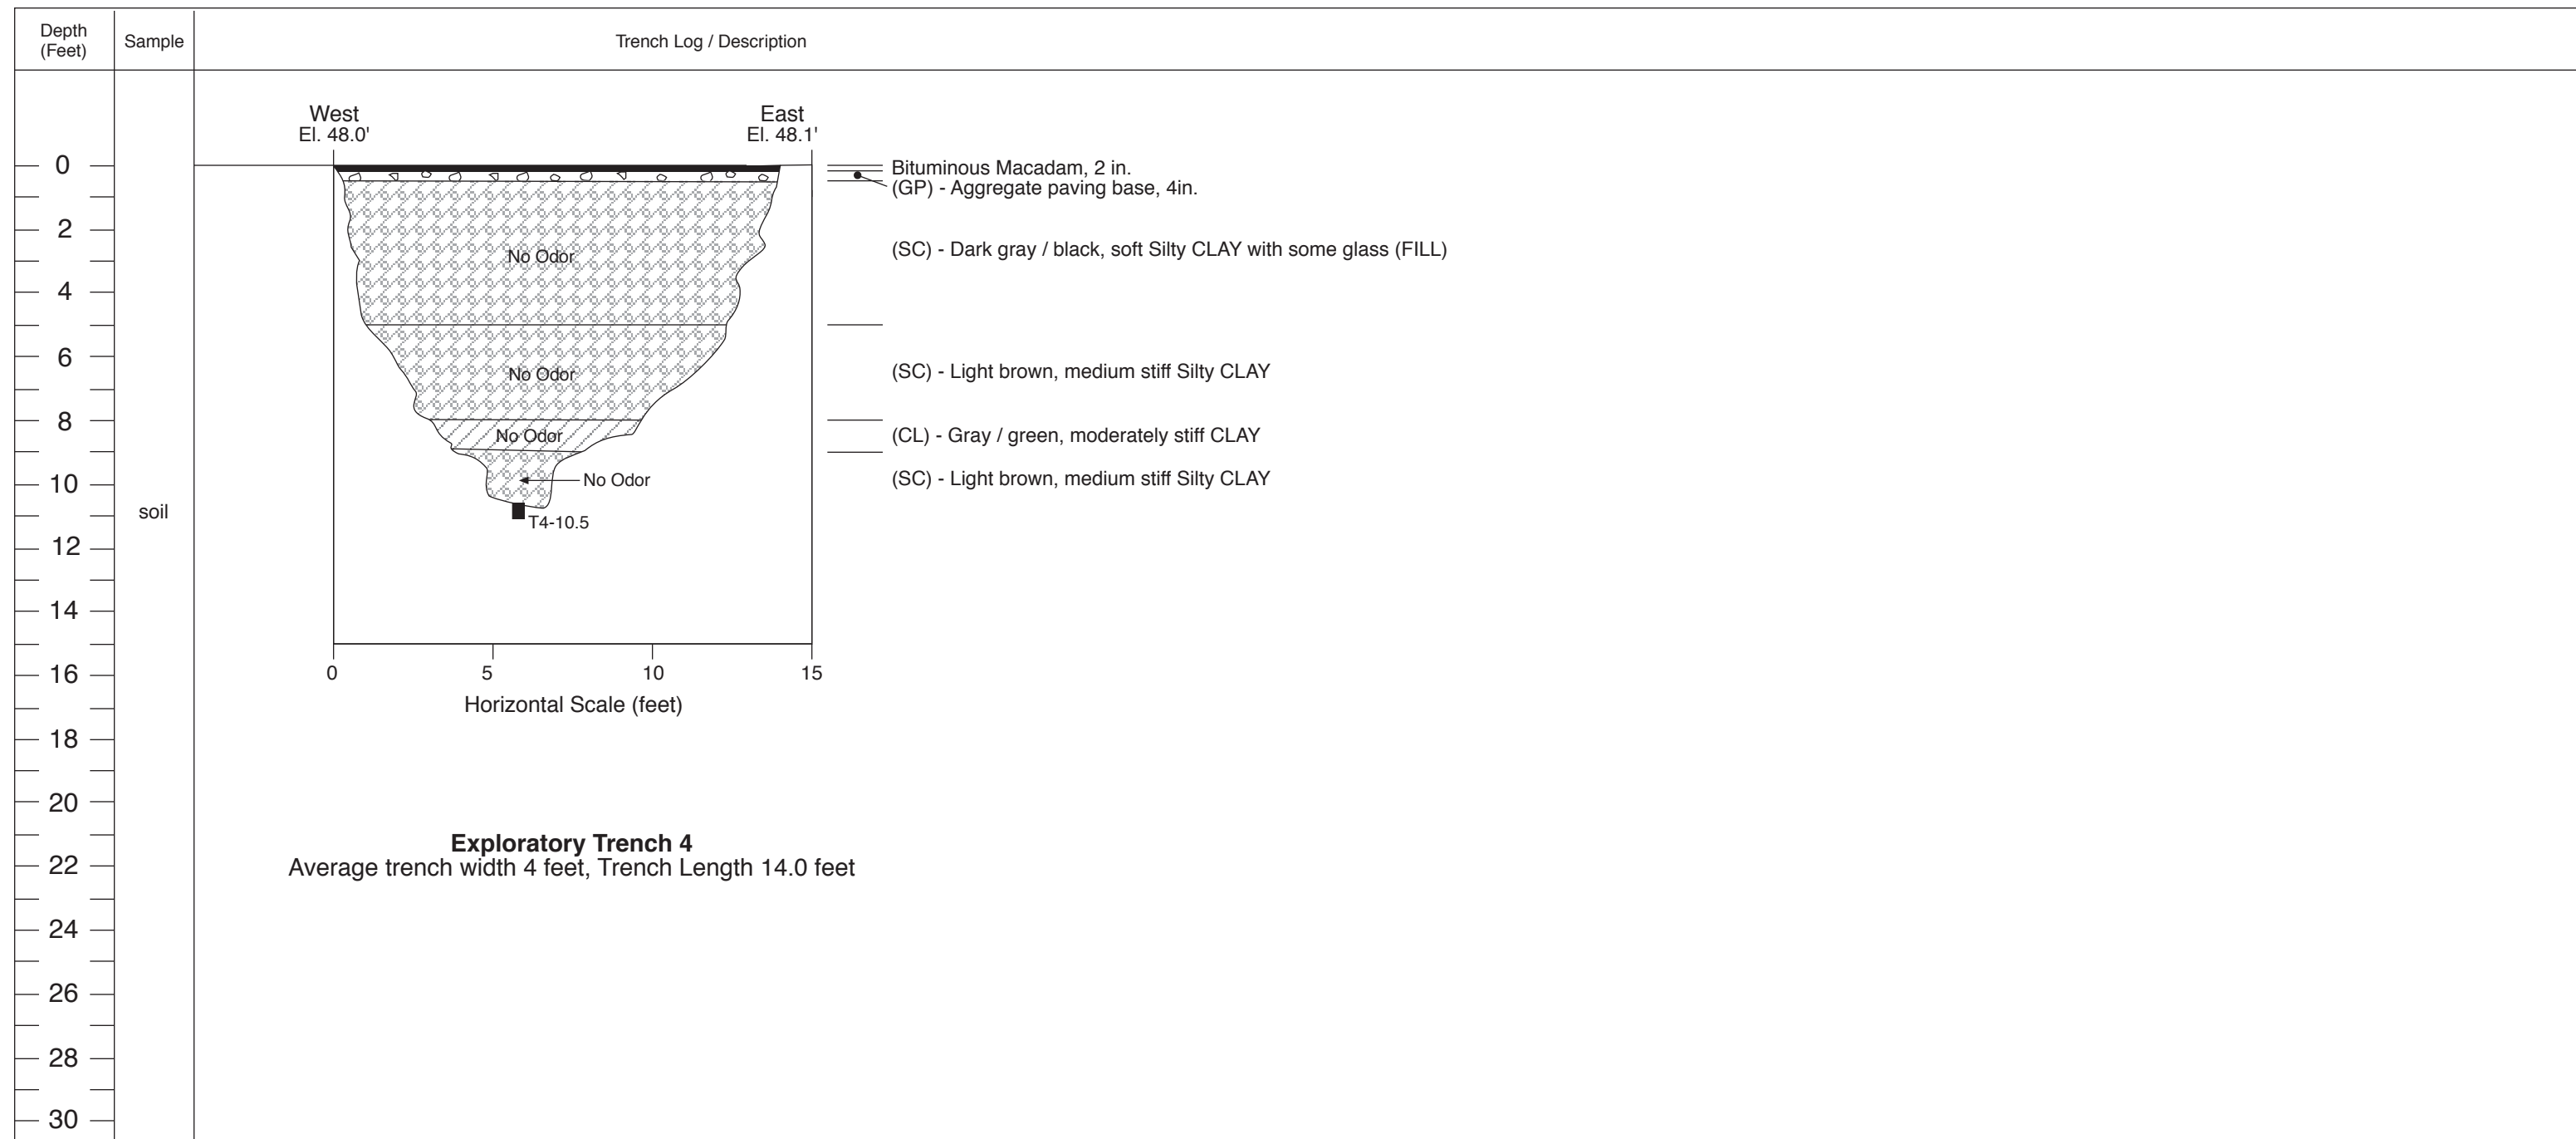 Depth
(Feet)
Sample
Trench Log / Description
West
El. 48.0'
East
El. 48.1'
0
Bituminous Macadam, 2 in.
(GP) - Aggregate paving base, 4in.
2
(SC) - Dark gray / black, soft Silty CLAY with some glass (FILL)
No Odor
4
6
(SC) - Light brown, medium stiff Silty CLAY
No Odor
8
(CL) - Gray / green, moderately stiff CLAY
No Odor
10
No Odor
(SC) - Light brown, medium stiff Silty CLAY
soil
T4-10.5
12
14
16
0
5
10
15
Horizontal Scale (feet)
18
20
Exploratory Trench 4
22
Average trench width 4 feet, Trench Length 14.0 feet
24
26
28
30